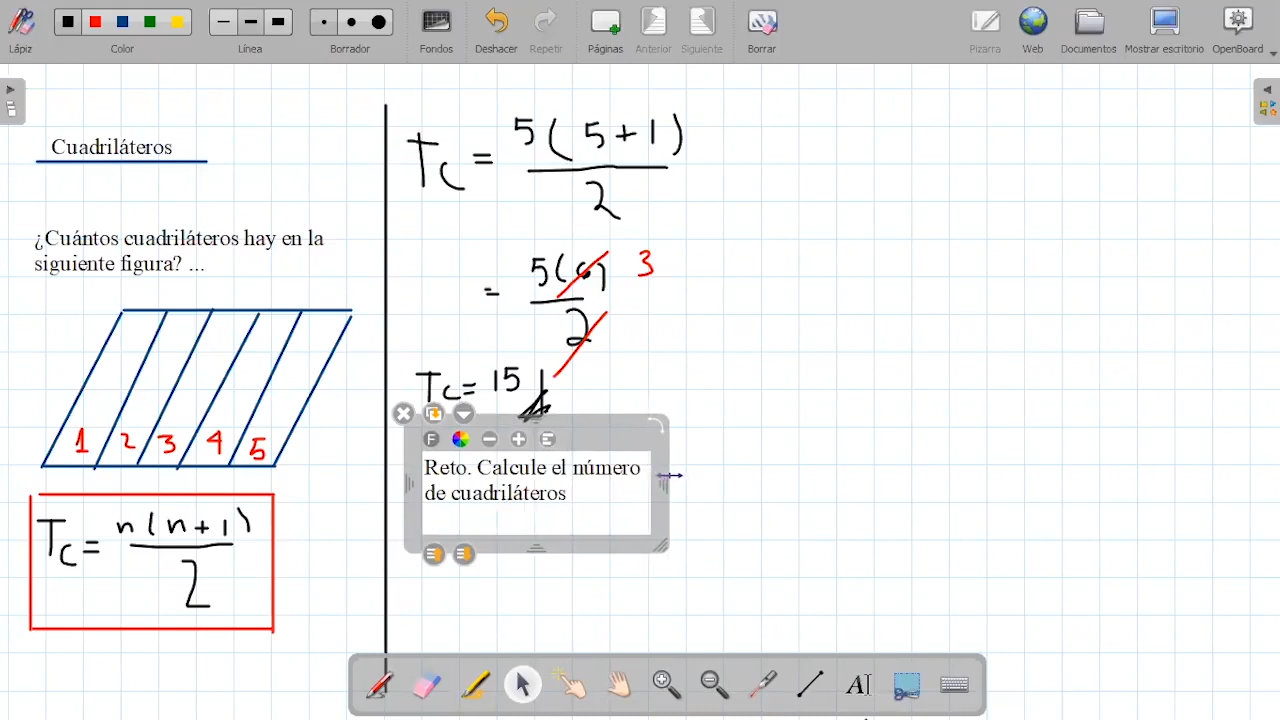 Lápiz
Color
Línea
Borrador
Fondos
Deshacer
Repetir
Páginas
Anterior
Siguiente
Borrar
Pizarra
Web
Documentos
Mostrar escritorio
OpenBoard
Cuadriláteros
¿Cuántos cuadriláteros hay en la
siguiente figura? ...
1 2 3 4 5
Tc = n(n+1)
2
Tc = 5(5+1)
2
= 5(6) 3
2
Tc = 15
F
Reto. Calcule el número
de cuadriláteros
A